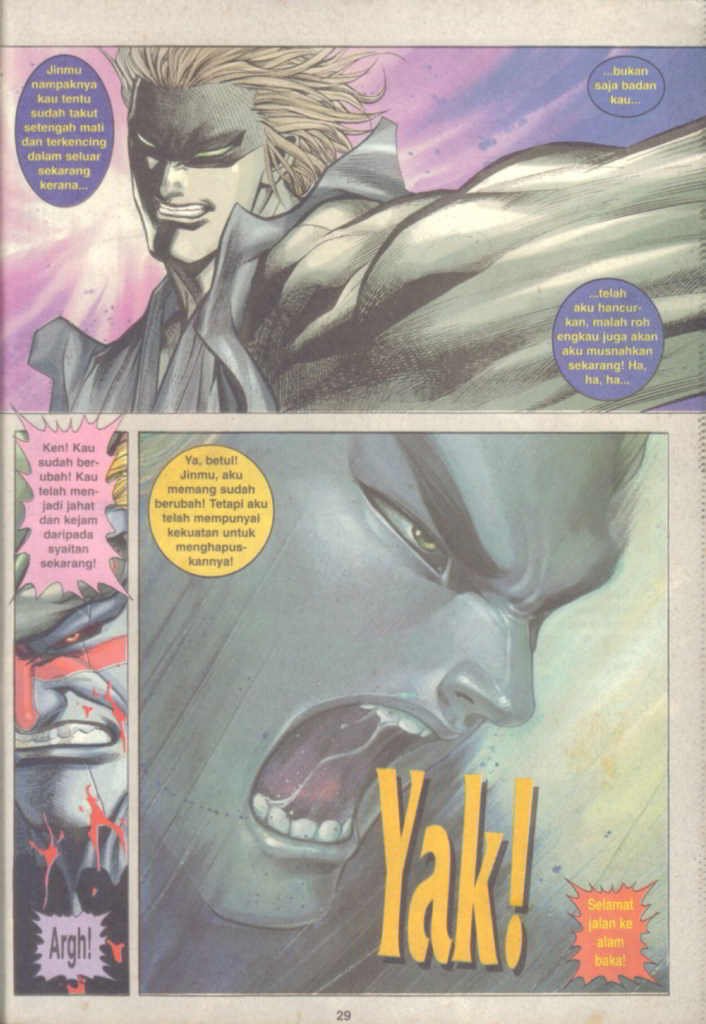 Jinmu
nampaknya
kau tentu
sudah takut
setengah mati
dan terkencing
dalam seluar
sekarang
kerana...
...bukan
saja badan
kau...
...telah
aku hancur-
kan, malah roh
engkau juga akan
aku musnahkan
sekarang! Ha,
ha, ha...
Ken! Kau
sudah ber-
ubah! Kau
telah men-
jadi jahat
dan kejam
daripada
syaitan
sekarang!
Argh!
Ya, betul!
Jinmu, aku
memang sudah
berubah! Tetapi aku
telah mempunyai
kekuatan untuk
menghapus-
kannya!
Yak!
Selamat
jalan ke
alam
baka!
29